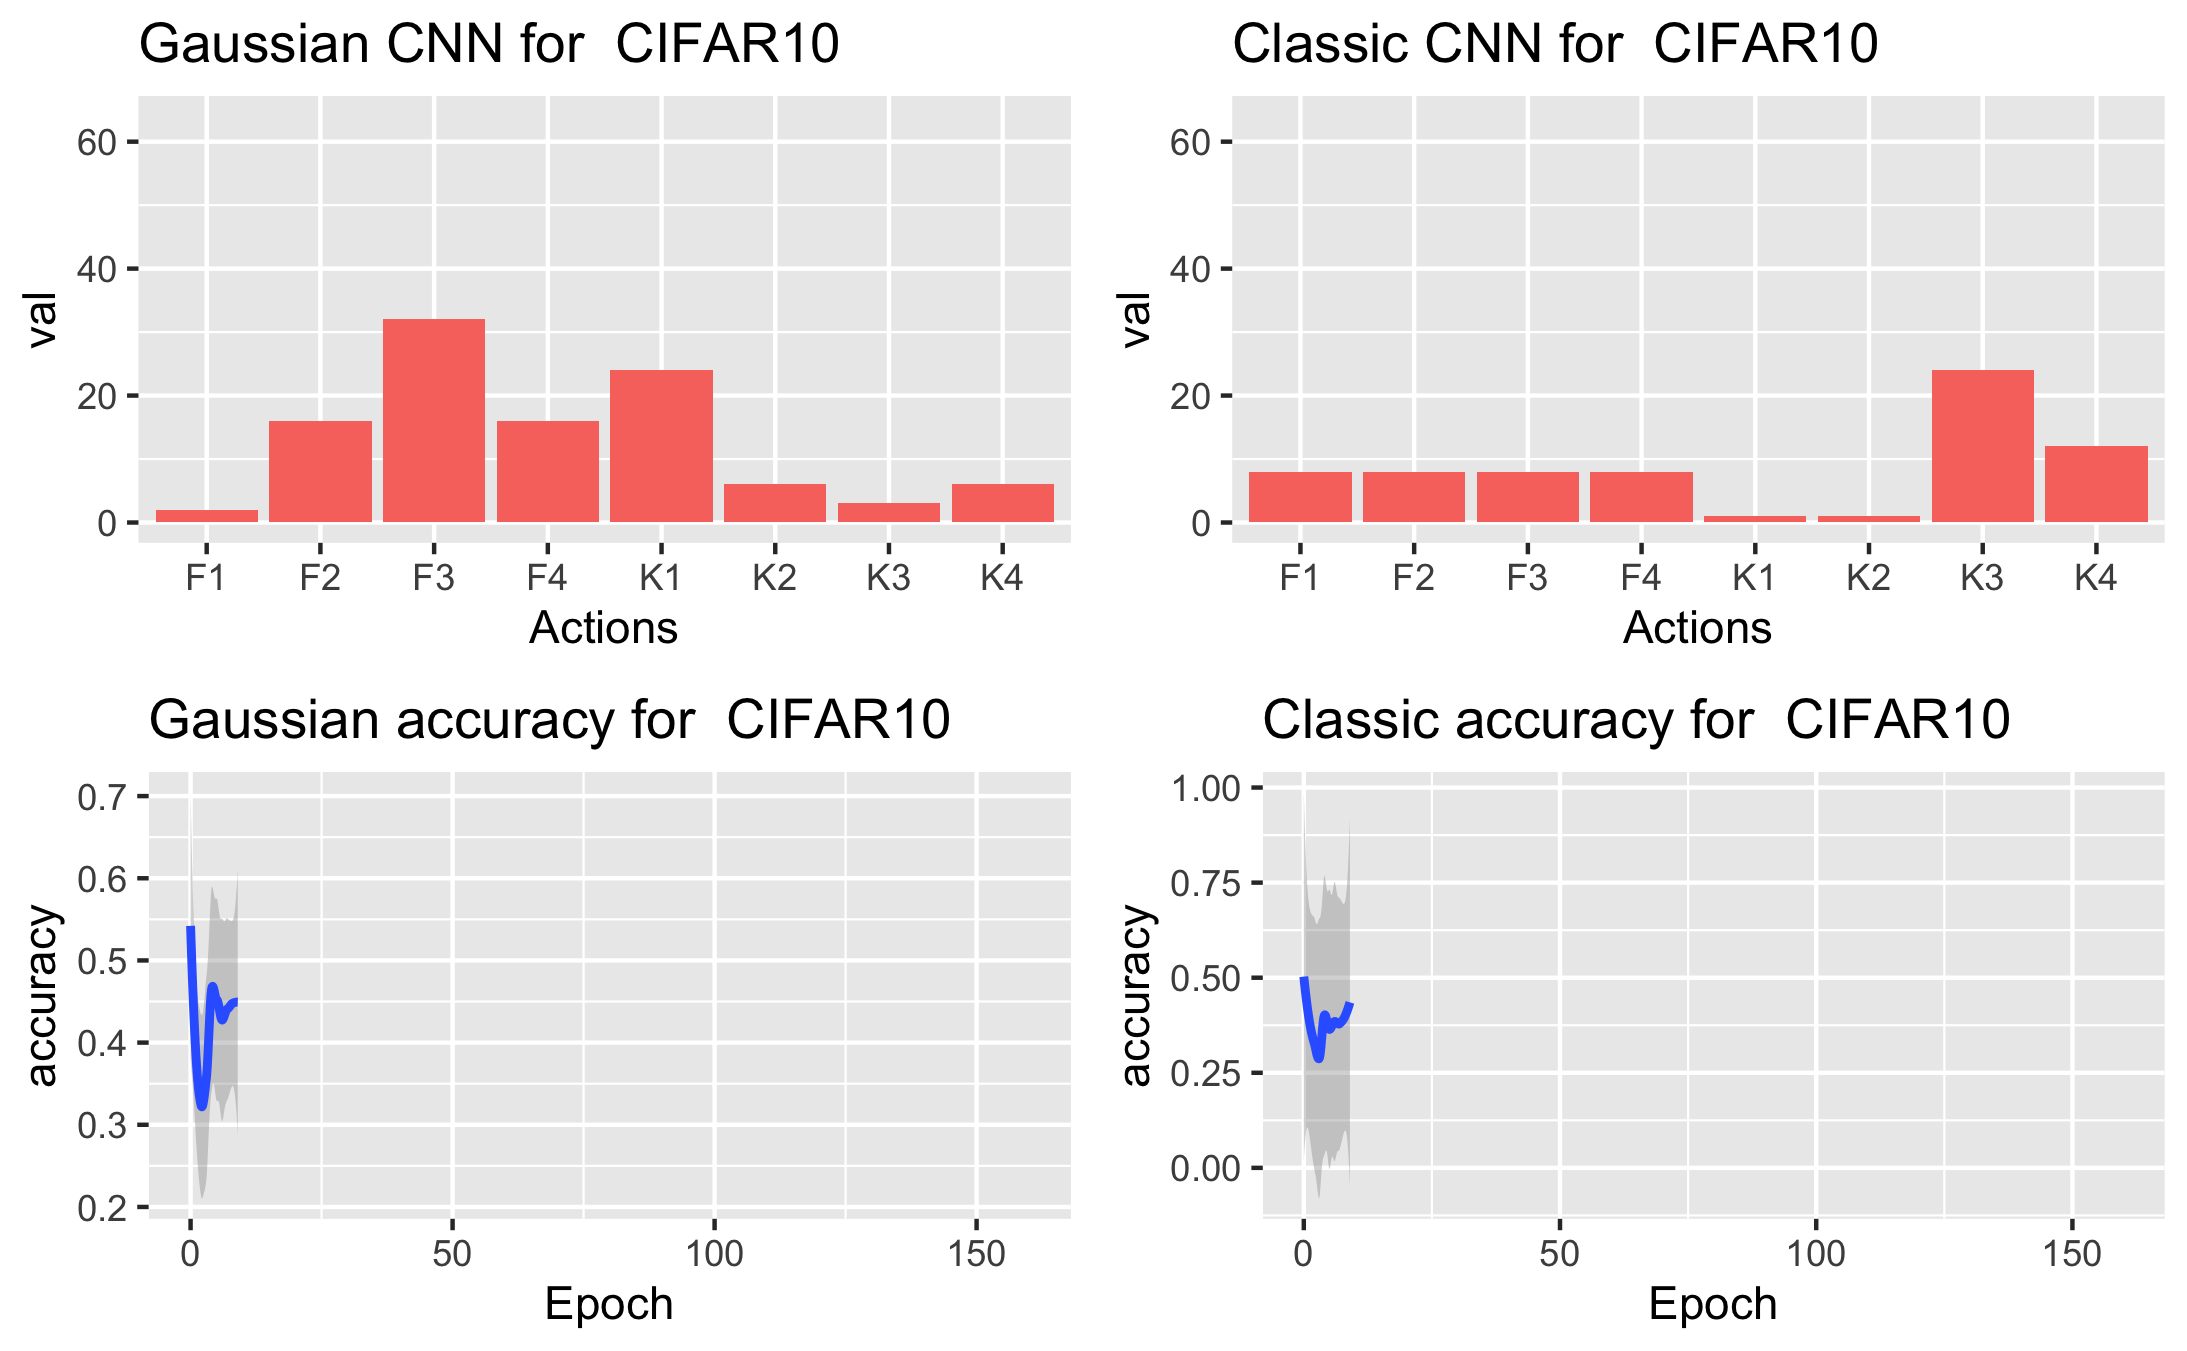 Gaussian CNN for  CIFAR10
val
60
40
20
0
F1 F2 F3 F4 K1 K2 K3 K4
Actions
Classic CNN for  CIFAR10
val
60
40
20
0
F1 F2 F3 F4 K1 K2 K3 K4
Actions
Gaussian accuracy for  CIFAR10
accuracy
0.7
0.6
0.5
0.4
0.3
0.2
0 50 100 150
Epoch
Classic accuracy for  CIFAR10
accuracy
1.00
0.75
0.50
0.25
0.00
0 50 100 150
Epoch